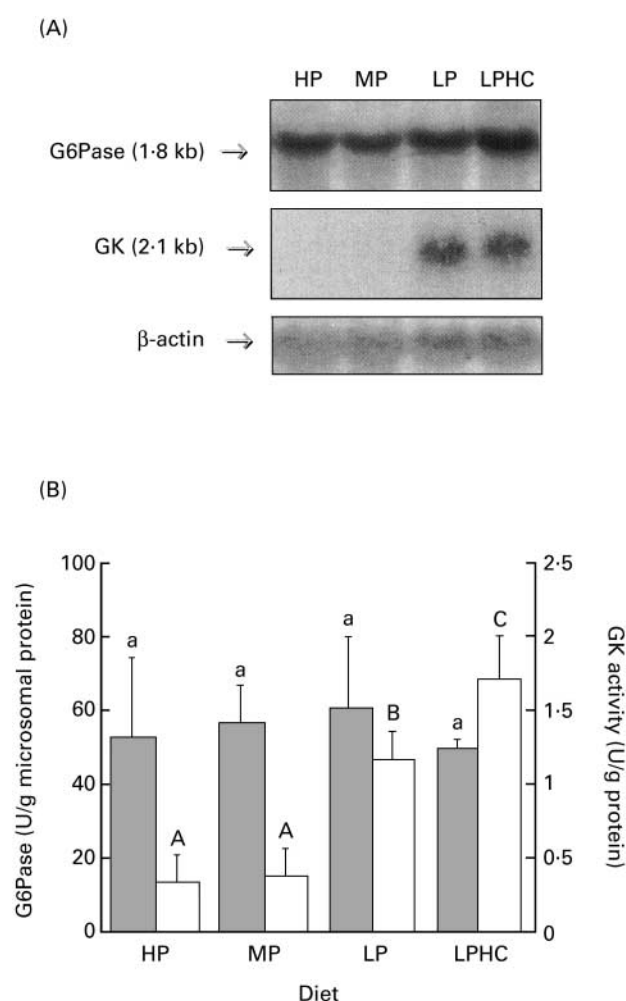 (A)
HP MP LP LPHC
G6Pase (1·8 kb) →
GK (2·1 kb) →
β-actin →
(B)
G6Pase (U/g microsomal protein)
100
80
60
40
20
0
a
A
a
A
a
B
a
C
2·5
2
1·5
1
0·5
0
GK activity (U/g protein)
HP MP LP LPHC
Diet